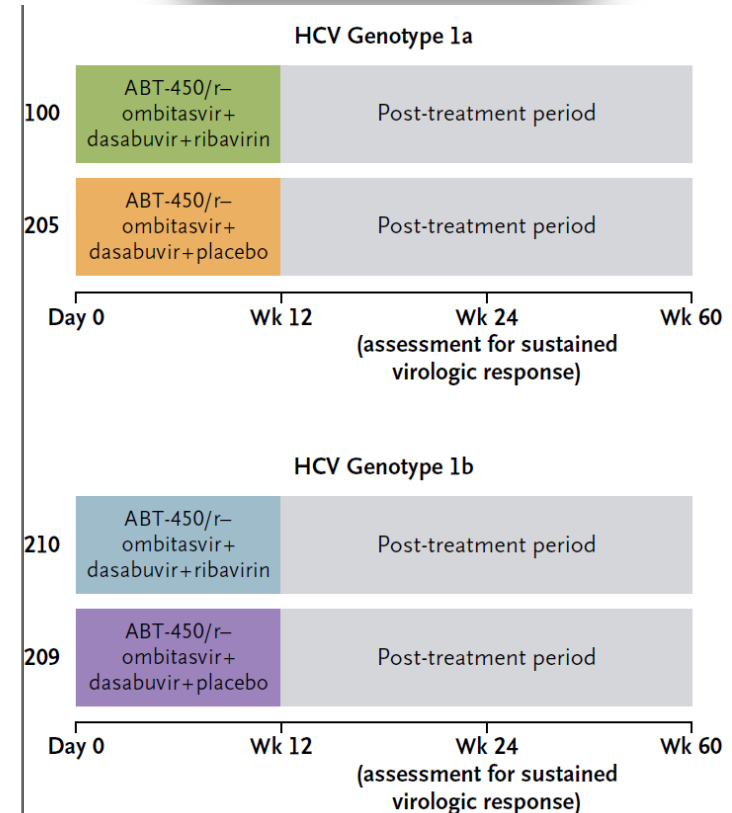 HCV Genotype 1a
100
ABT-450/r–
ombitasvir+
dasabuvir+ribavirin
Post-treatment period
205
ABT-450/r–
ombitasvir+
dasabuvir+placebo
Post-treatment period
Day 0 Wk 12 Wk 24 Wk 60
(assessment for sustained
virologic response)
HCV Genotype 1b
210
ABT-450/r–
ombitasvir+
dasabuvir+ribavirin
Post-treatment period
209
ABT-450/r–
ombitasvir+
dasabuvir+placebo
Post-treatment period
Day 0 Wk 12 Wk 24 Wk 60
(assessment for sustained
virologic response)